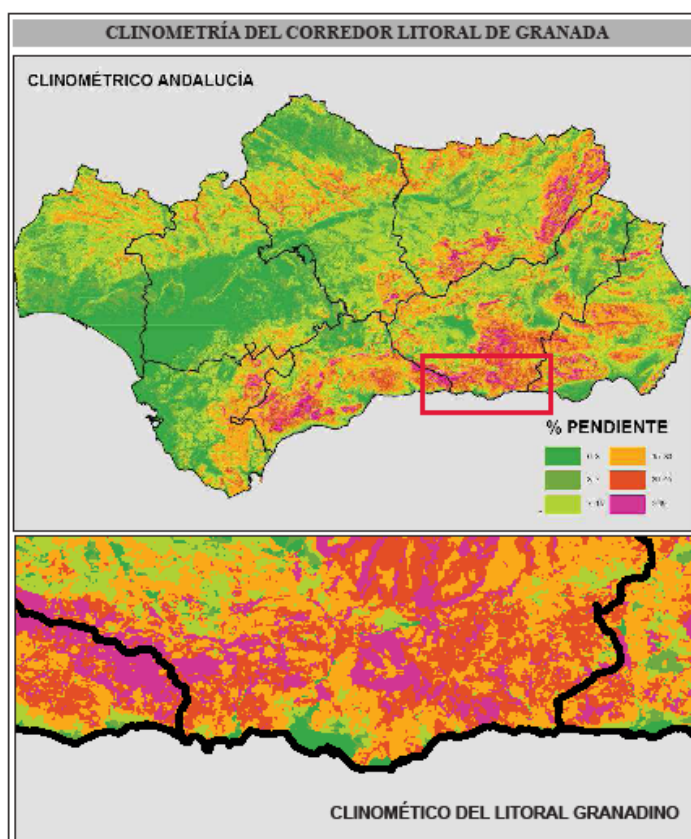 CLINOMETRÍA DEL CORREDOR LITORAL DE GRANADA
CLINOMÉTRICO ANDALUCÍA
% PENDIENTE
CLINOMÉTICO DEL LITORAL GRANADINO